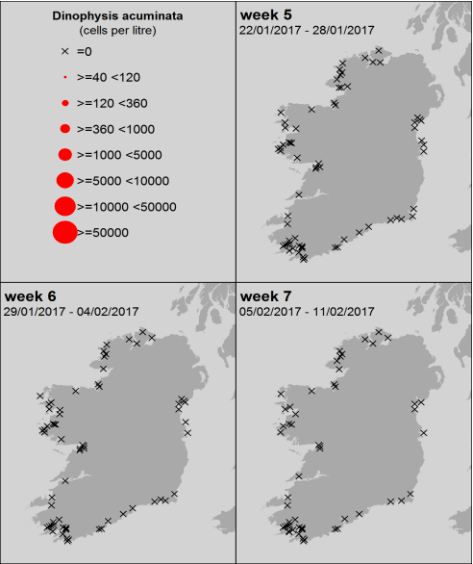 Dinophysis acuminata
(cells per litre)
=0
>=40 <120
>=120 <360
>=360 <1000
>=1000 <5000
>=5000 <10000
>=10000 <50000
>=50000
week 5
22/01/2017 - 28/01/2017
week 6
29/01/2017 - 04/02/2017
week 7
05/02/2017 - 11/02/2017